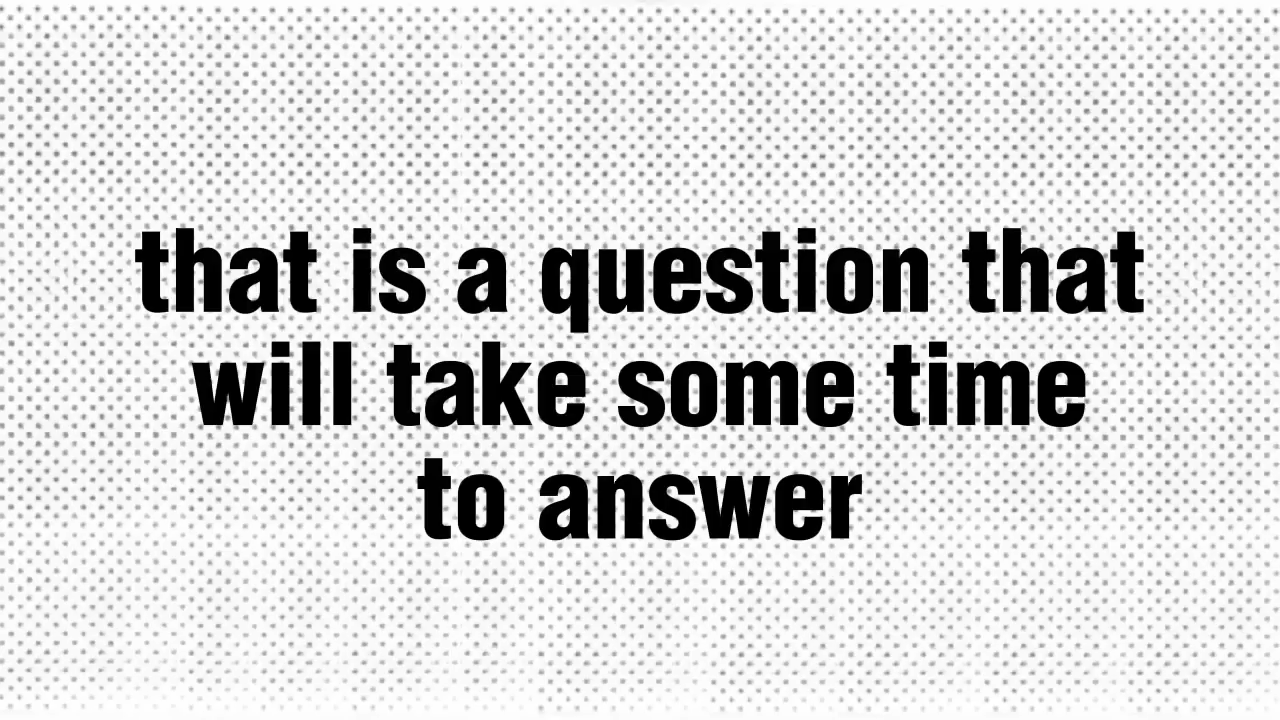 that is a question that
will take some time
to answer